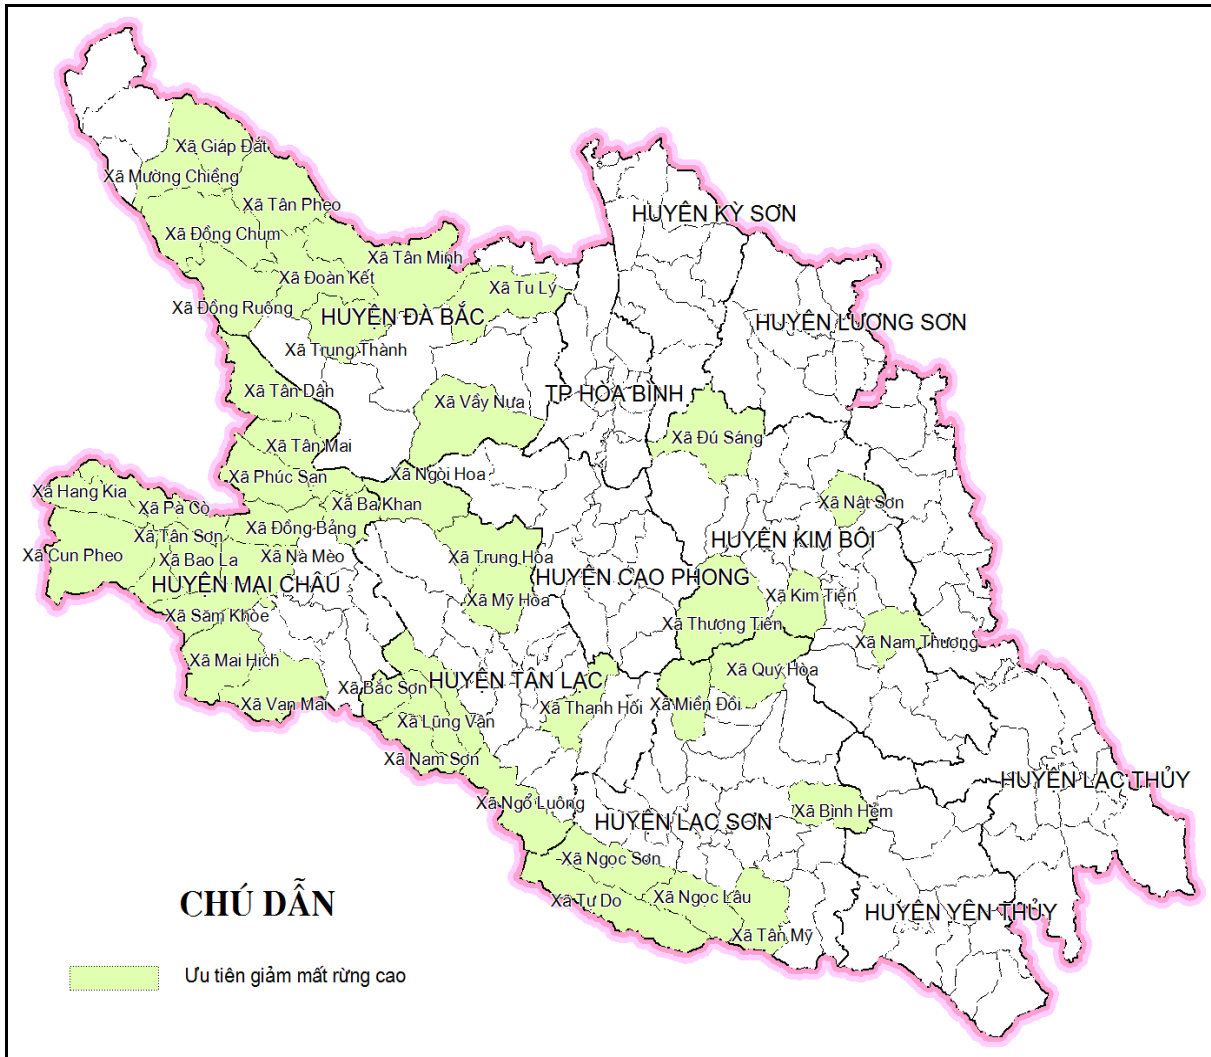 Xã Giáp Đắt
Xã Mường Chiềng
Xã Tân Pheo
HUYỆN KỲ SƠN
Xã Đồng Chum
Xã Tân Minh
Xã Đoàn Kết
Xã Tu Lý
Xã Đồng Ruộng
HUYỆN ĐÀ BẮC
HUYỆN LƯƠNG SƠN
Xã Trung Thành
Xã Tân Dân
TP HÒA BÌNH
Xã Vầy Nưa
Xã Đú Sáng
Xã Tân Mai
Xã Phúc Sạn
Xã Ngòi Hoa
Xã Hang Kia
Xã Pà Cò
Xã Ba Khan
Xã Nật Sơn
Xã Đồng Bảng
Xã Tân Sơn
HUYỆN KIM BÔI
Xã Cun Pheo
Xã Bao La
Xã Nà Mèo
Xã Trung Hòa
HUYỆN MAI CHÂU
HUYỆN CAO PHONG
Xã Mỹ Hòa
Xã Kim Tiến
Xã Săm Khòe
Xã Thượng Tiến
Xã Nam Thượng
Xã Mai Hịch
Xã Quý Hòa
Xã Bắc Sơn
HUYỆN TÂN LẠC
Xã Vạn Mai
Xã Thanh Hối
Xã Miền Đồi
Xã Lũng Vân
Xã Nam Sơn
HUYỆN LẠC THỦY
Xã Ngổ Luông
Xã Bình Hẻm
HUYỆN LẠC SƠN
Xã Ngọc Sơn
Xã Tự Do
Xã Ngọc Lâu
HUYỆN YÊN THỦY
Xã Tân Mỹ
CHÚ DẪN
Ưu tiên giảm mất rừng cao